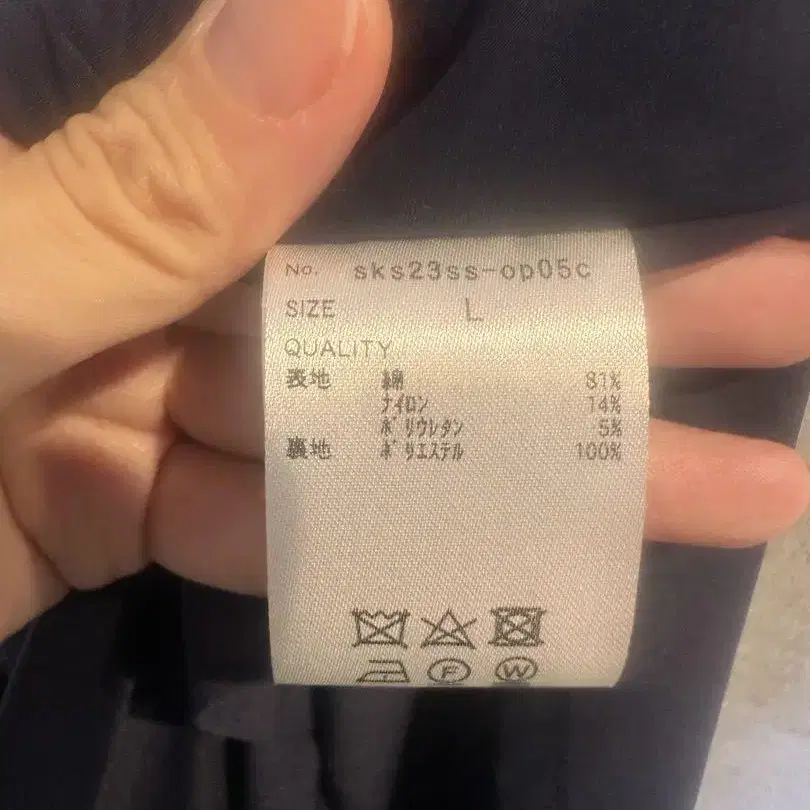 No. sks23ss-op05c
SIZE L
QUALITY
表地 綿 81%
ナイロン 14%
ポリウレタン 5%
裏地 ポリエステル 100%
F W